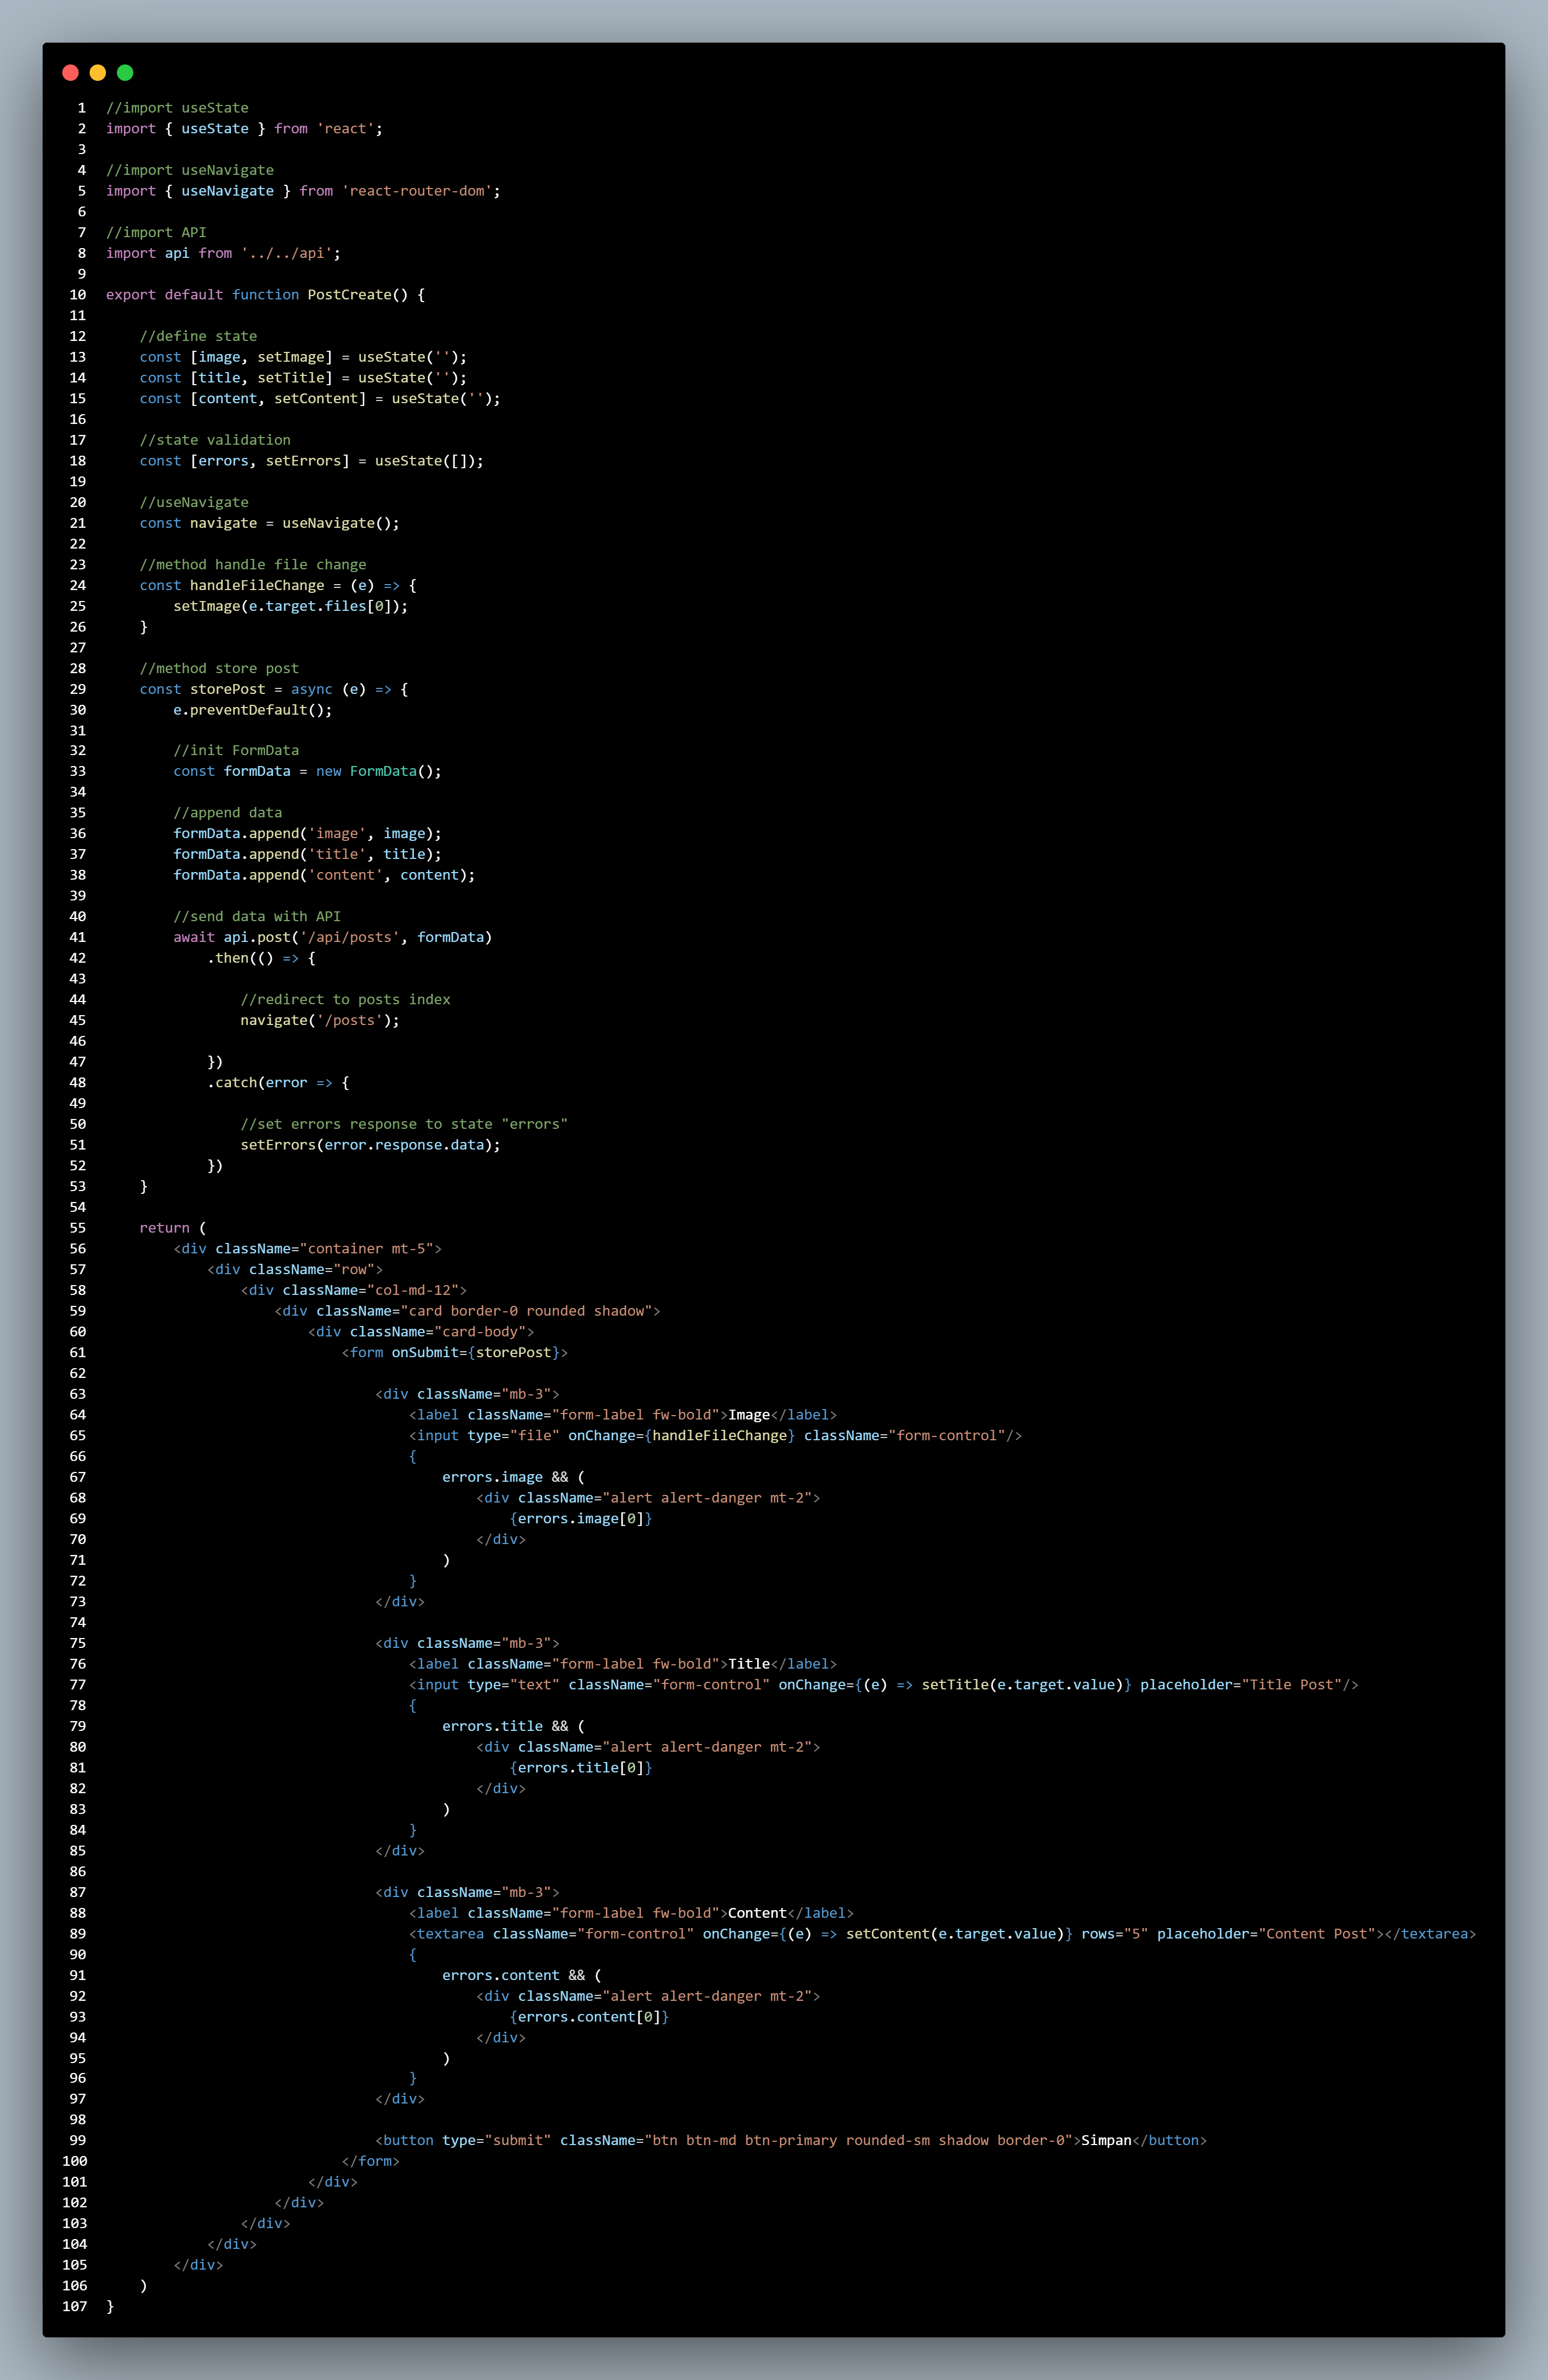 1 //import useState
2 import { useState } from 'react';
3
4 //import useNavigate
5 import { useNavigate } from 'react-router-dom';
6
7 //import API
8 import api from '../../api';
9
10 export default function PostCreate() {
11
12     //define state
13     const [image, setImage] = useState('');
14     const [title, setTitle] = useState('');
15     const [content, setContent] = useState('');
16
17     //state validation
18     const [errors, setErrors] = useState([]);
19
20     //useNavigate
21     const navigate = useNavigate();
22
23     //method handle file change
24     const handleFileChange = (e) => {
25         setImage(e.target.files[0]);
26     }
27
28     //method store post
29     const storePost = async (e) => {
30         e.preventDefault();
31
32         //init FormData
33         const formData = new FormData();
34
35         //append data
36         formData.append('image', image);
37         formData.append('title', title);
38         formData.append('content', content);
39
40         //send data with API
41         await api.post('/api/posts', formData)
42             .then(() => {
43
44                 //redirect to posts index
45                 navigate('/posts');
46
47             })
48             .catch(error => {
49
50                 //set errors response to state "errors"
51                 setErrors(error.response.data);
52             })
53     }
54
55     return (
56         <div className="container mt-5">
57             <div className="row">
58                 <div className="col-md-12">
59                     <div className="card border-0 rounded shadow">
60                         <div className="card-body">
61                             <form onSubmit={storePost}>
62
63                                 <div className="mb-3">
64                                     <label className="form-label fw-bold">Image</label>
65                                     <input type="file" onChange={handleFileChange} className="form-control"/>
66                                     {
67                                         errors.image && (
68                                             <div className="alert alert-danger mt-2">
69                                                 {errors.image[0]}
70                                             </div>
71                                         )
72                                     }
73                                 </div>
74
75                                 <div className="mb-3">
76                                     <label className="form-label fw-bold">Title</label>
77                                     <input type="text" className="form-control" onChange={(e) => setTitle(e.target.value)} placeholder="Title Post"/>
78                                     {
79                                         errors.title && (
80                                             <div className="alert alert-danger mt-2">
81                                                 {errors.title[0]}
82                                             </div>
83                                         )
84                                     }
85                                 </div>
86
87                                 <div className="mb-3">
88                                     <label className="form-label fw-bold">Content</label>
89                                     <textarea className="form-control" onChange={(e) => setContent(e.target.value)} rows="5" placeholder="Content Post"></textarea>
90                                     {
91                                         errors.content && (
92                                             <div className="alert alert-danger mt-2">
93                                                 {errors.content[0]}
94                                             </div>
95                                         )
96                                     }
97                                 </div>
98
99                                 <button type="submit" className="btn btn-md btn-primary rounded-sm shadow border-0">Simpan</button>
100                             </form>
101                         </div>
102                     </div>
103                 </div>
104             </div>
105         </div>
106     )
107 }